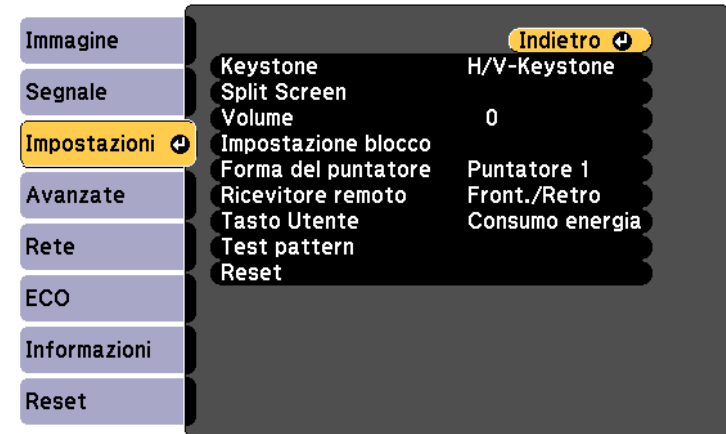 Immagine
Segnale
Impostazioni
Avanzate
Rete
ECO
Informazioni
Reset
Indietro
Keystone H/V-Keystone
Split Screen
Volume 0
Impostazione blocco
Forma del puntatore Puntatore 1
Ricevitore remoto Front./Retro
Tasto Utente Consumo energia
Test pattern
Reset